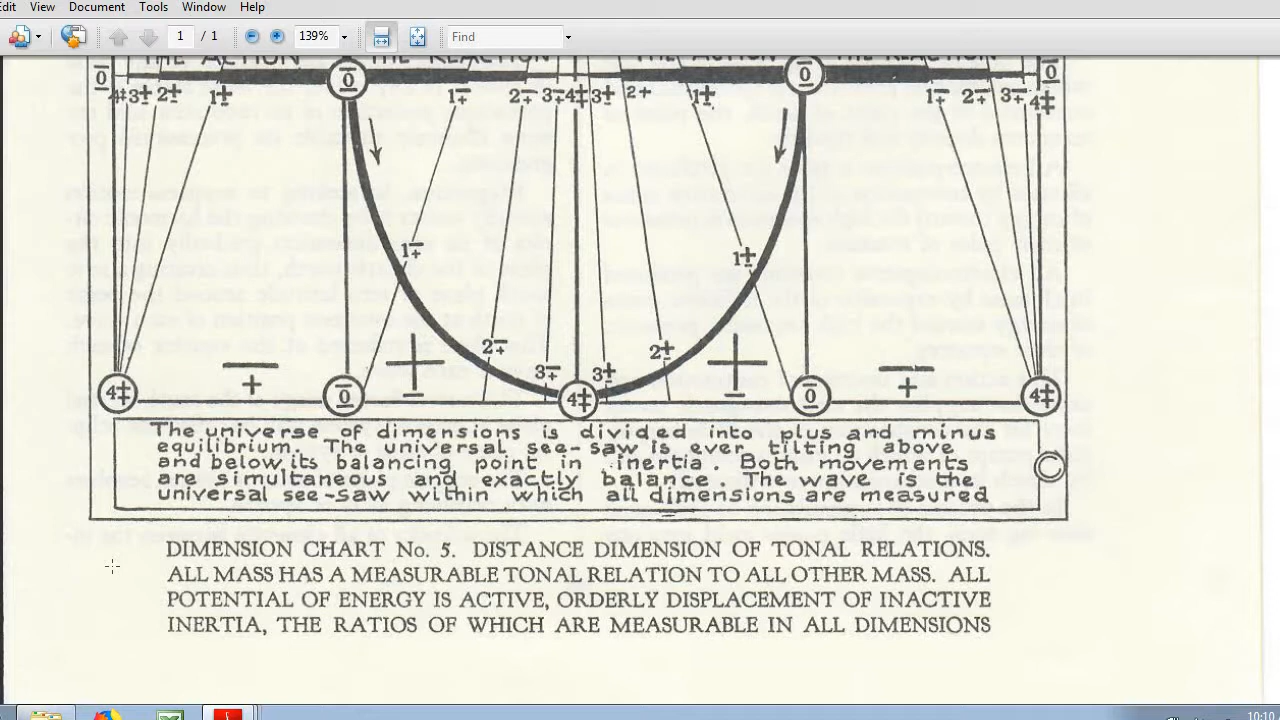 Edit View Document Tools Window Help
1 / 1 139% Find
THE ACTION THE REACTION THE ACTION THE REACTION
0 0 0 0
4∓ 3± 2± 1± 1∓ 2∓ 3∓ 4∓ 3± 2+ 1± 1∓ 2∓ 3∓ 4∓
1∓ 1±
2∓ 2±
3∓ 3±
4∓ + 0 − 4∓ − 0 + 4∓
The universe of dimensions is divided into plus and minus
equilibrium. The universal see-saw is ever tilting above
and below its balancing point in inertia. Both movements
are simultaneous and exactly balance. The wave is the
universal see-saw within which all dimensions are measured
DIMENSION CHART No. 5. DISTANCE DIMENSION OF TONAL RELATIONS.
ALL MASS HAS A MEASURABLE TONAL RELATION TO ALL OTHER MASS. ALL
POTENTIAL OF ENERGY IS ACTIVE, ORDERLY DISPLACEMENT OF INACTIVE
INERTIA, THE RATIOS OF WHICH ARE MEASURABLE IN ALL DIMENSIONS
10:10